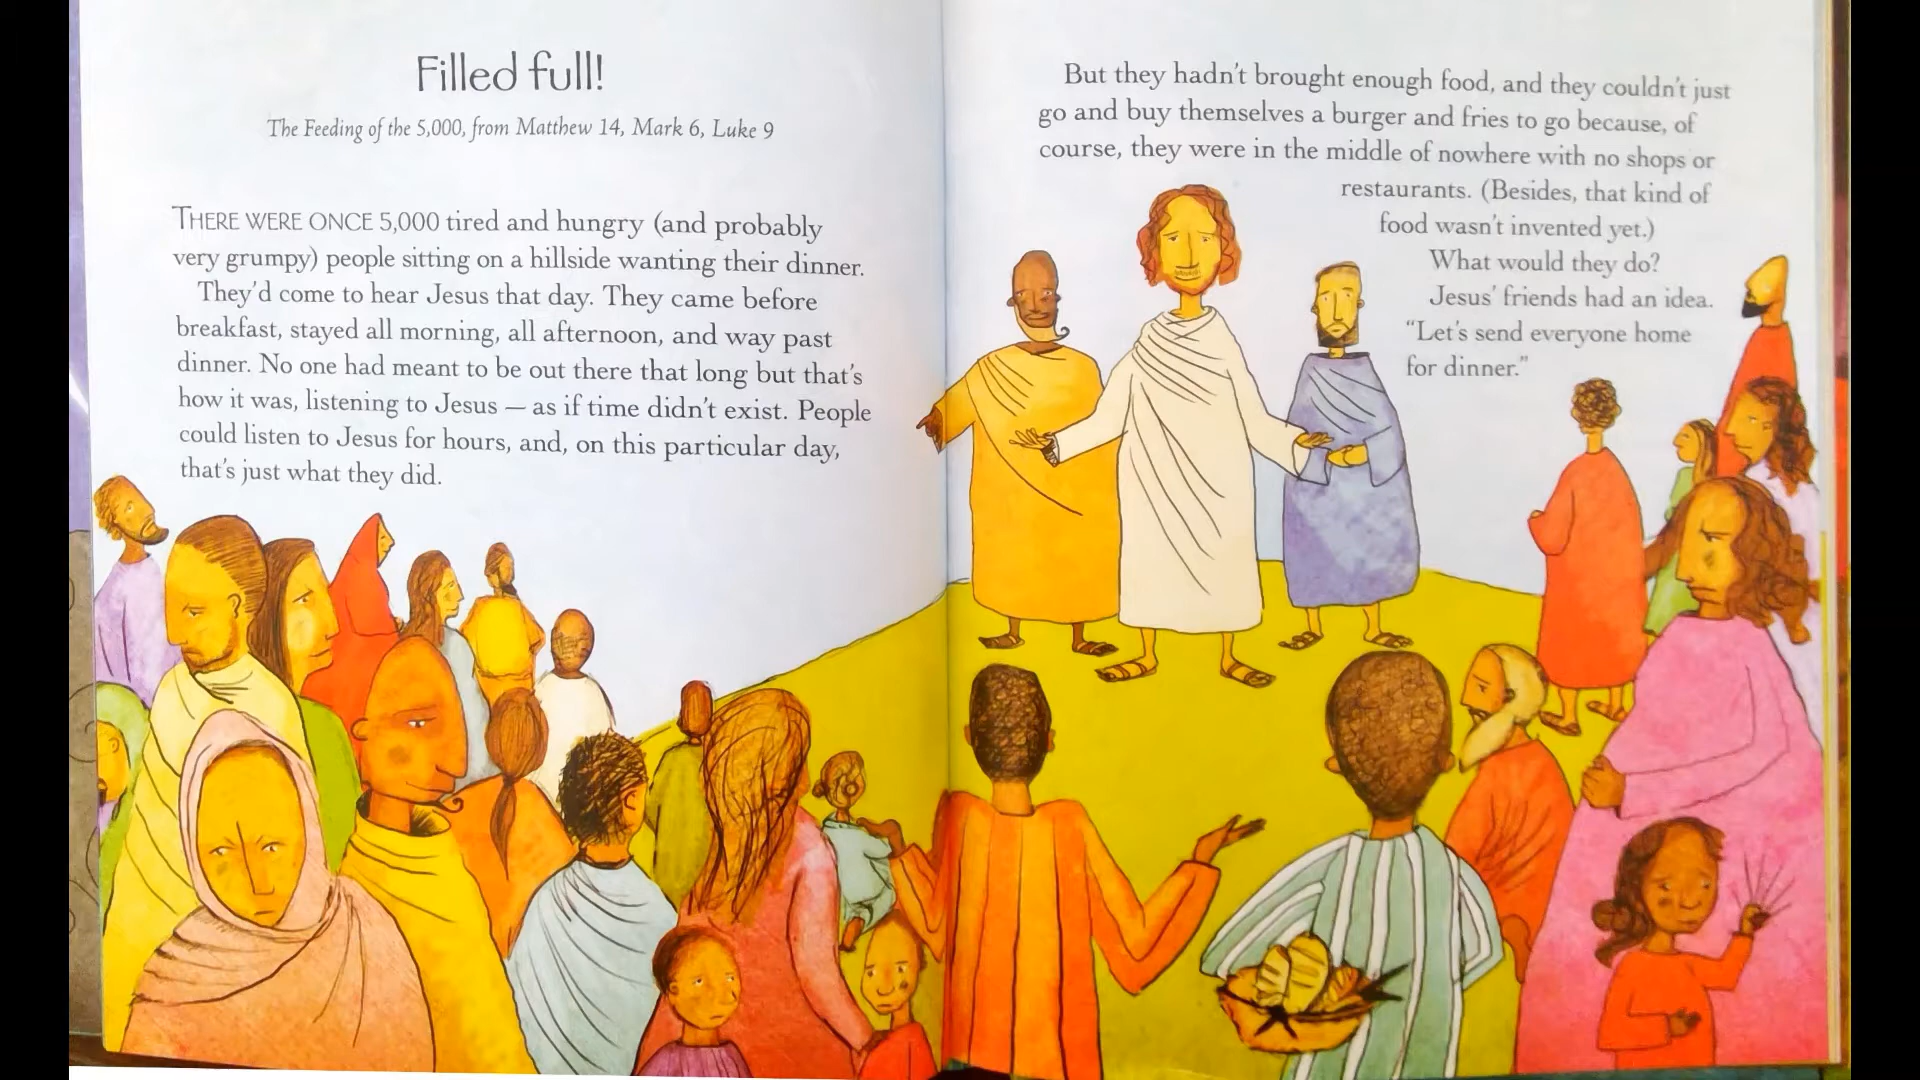 Filled full!
The Feeding of the 5,000, from Matthew 14, Mark 6, Luke 9
THERE WERE ONCE 5,000 tired and hungry (and probably
very grumpy) people sitting on a hillside wanting their dinner.
They'd come to hear Jesus that day. They came before
breakfast, stayed all morning, all afternoon, and way past
dinner. No one had meant to be out there that long but that's
how it was, listening to Jesus — as if time didn't exist. People
could listen to Jesus for hours, and, on this particular day,
that's just what they did.
But they hadn't brought enough food, and they couldn't just
go and buy themselves a burger and fries to go because, of
course, they were in the middle of nowhere with no shops or
restaurants. (Besides, that kind of
food wasn't invented yet.)
What would they do?
Jesus' friends had an idea.
“Let's send everyone home
for dinner.”